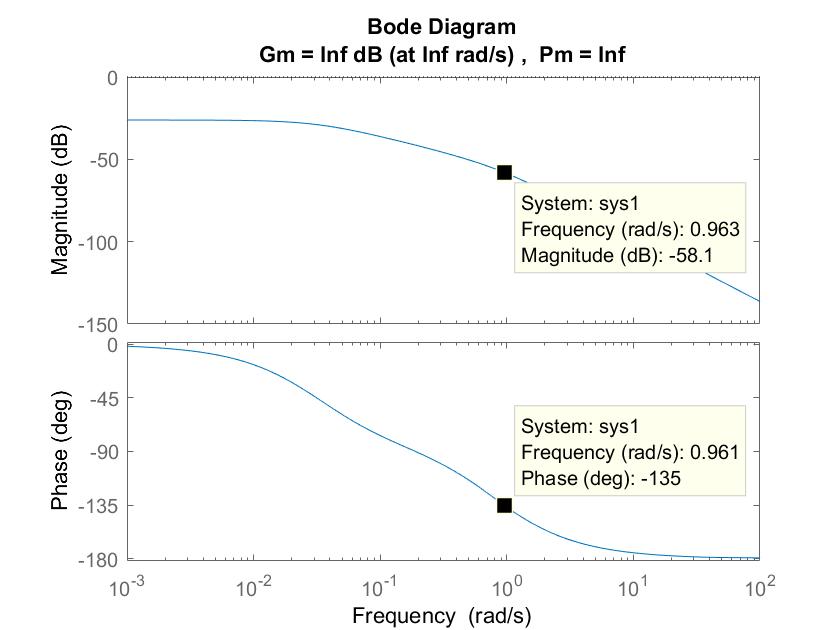 Bode Diagram
Gm = Inf dB (at Inf rad/s) , Pm = Inf
Magnitude (dB)
0
-50
-100
-150
System: sys1
Frequency (rad/s): 0.963
Magnitude (dB): -58.1
Phase (deg)
0
-45
-90
-135
-180
System: sys1
Frequency (rad/s): 0.961
Phase (deg): -135
10^-3 10^-2 10^-1 10^0 10^1 10^2
Frequency (rad/s)